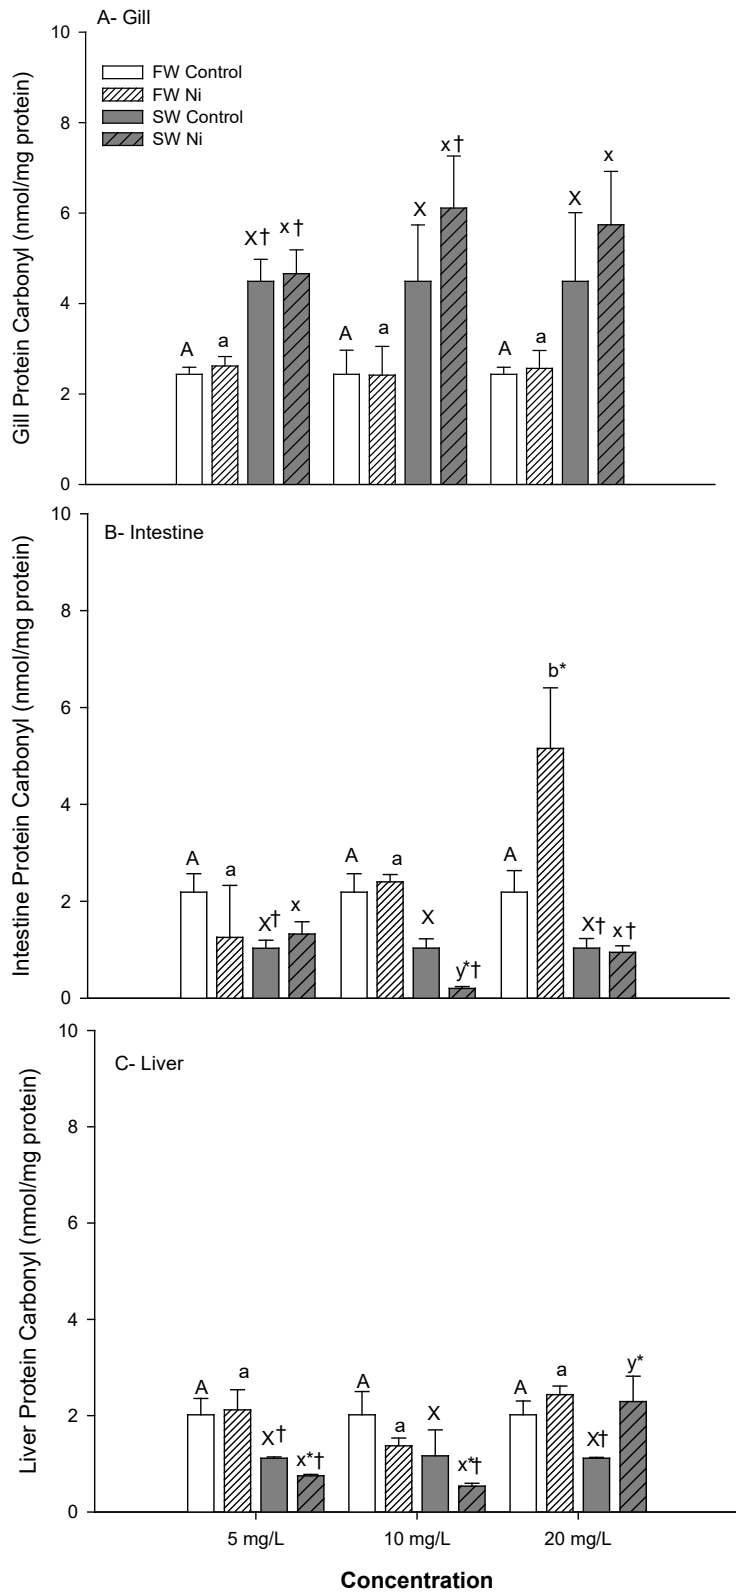 A- Gill
10
8
6
4
2
0
Gill Protein Carbonyl (nmol/mg protein)
FW Control
FW Ni
SW Control
SW Ni
A
a
X†
x†
A
a
X
x†
A
a
X
x
B- Intestine
10
8
6
4
2
0
Intestine Protein Carbonyl (nmol/mg protein)
A
a
X†
x
A
a
X
y*†
A
b*
X†
x†
C- Liver
10
8
6
4
2
0
Liver Protein Carbonyl (nmol/mg protein)
A
a
X†
x*†
A
a
X
x*†
A
a
X†
y*
5 mg/L
10 mg/L
20 mg/L
Concentration